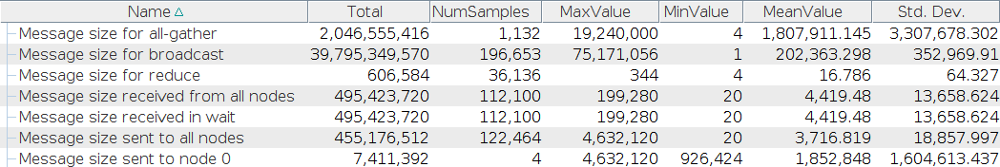 Name Total NumSamples MaxValue MinValue MeanValue Std. Dev.
Message size for all-gather 2,046,555,416 1,132 19,240,000 4 1,807,911.145 3,307,678.302
Message size for broadcast 39,795,349,570 196,653 75,171,056 1 202,363.298 352,969.91
Message size for reduce 606,584 36,136 344 4 16.786 64.327
Message size received from all nodes 495,423,720 112,100 199,280 20 4,419.48 13,658.624
Message size received in wait 495,423,720 112,100 199,280 20 4,419.48 13,658.624
Message size sent to all nodes 455,176,512 122,464 4,632,120 20 3,716.819 18,857.997
Message size sent to node 0 7,411,392 4 4,632,120 926,424 1,852,848 1,604,613.437